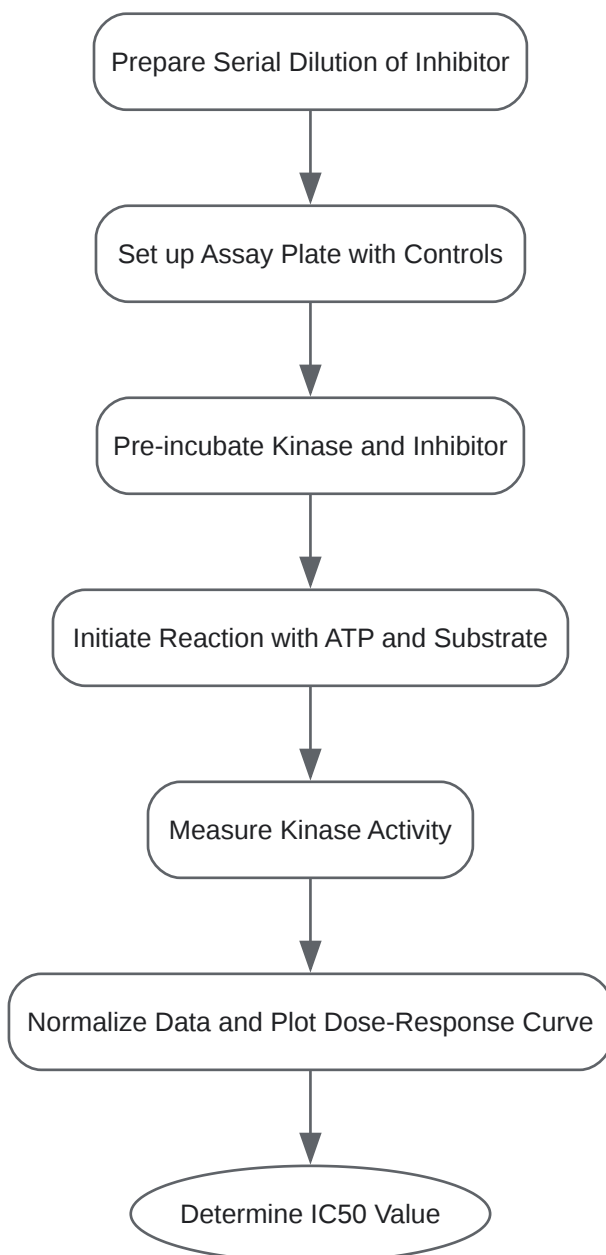 Prepare Serial Dilution of Inhibitor
Set up Assay Plate with Controls
Pre-incubate Kinase and Inhibitor
Initiate Reaction with ATP and Substrate
Measure Kinase Activity
Normalize Data and Plot Dose-Response Curve
Determine IC50 Value